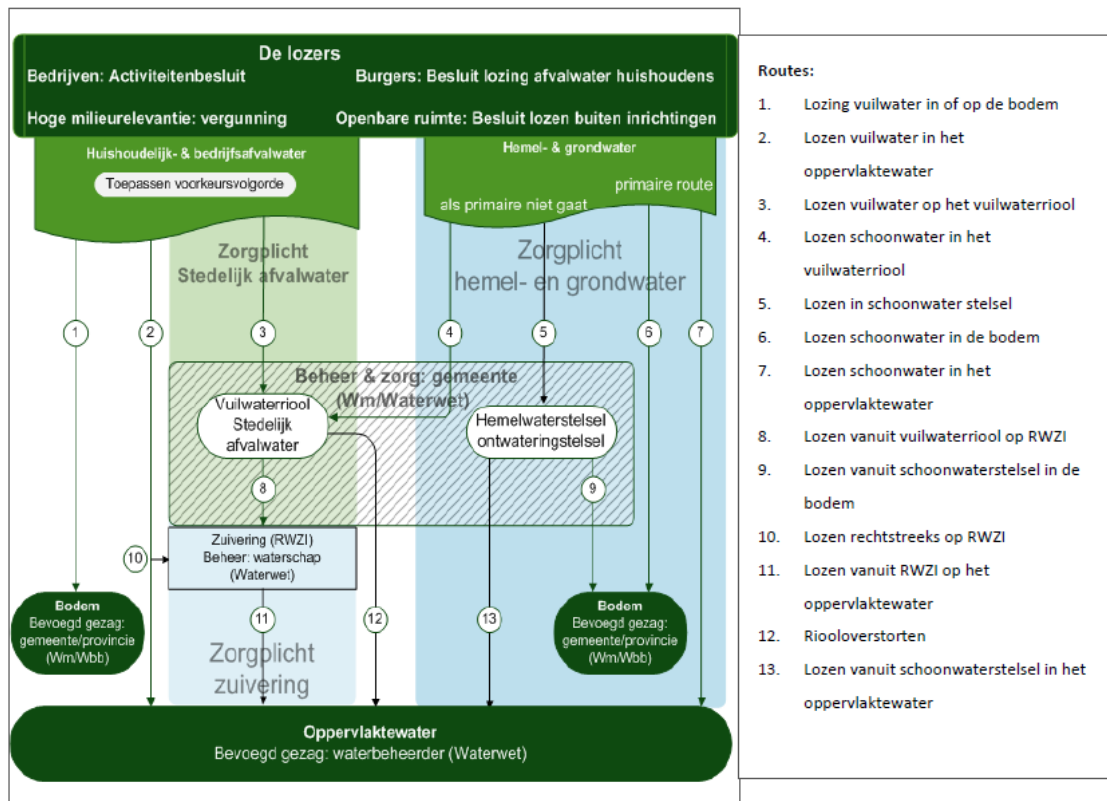 De lozers
Bedrijven: Activiteitenbesluit
Burgers: Besluit lozing afvalwater huishoudens
Hoge milieurelevantie: vergunning
Openbare ruimte: Besluit lozen buiten inrichtingen
Huishoudelijk- & bedrijfsafvalwater
Toepassen voorkeursvolgorde
Hemel- & grondwater
primaire route
als primaire niet gaat
Zorgplicht
Stedelijk afvalwater
Zorgplicht
hemel- en grondwater
1
2
3
4
5
6
7
Beheer & zorg: gemeente
(Wm/Waterwet)
Vuilwaterriool
Stedelijk
afvalwater
Hemelwaterstelsel
ontwateringstelsel
8
9
Zuivering (RWZI)
Beheer: waterschap
(Waterwet)
10
11
12
13
Bodem
Bevoegd gezag:
gemeente/provincie
(Wm/Wbb)
Bodem
Bevoegd gezag:
gemeente/provincie
(Wm/Wbb)
Zorgplicht
zuivering
Oppervlaktewater
Bevoegd gezag: waterbeheerder (Waterwet)
Routes:
1. Lozing vuilwater in of op de bodem
2. Lozen vuilwater in het
oppervlaktewater
3. Lozen vuilwater op het vuilwaterriool
4. Lozen schoonwater in het
vuilwaterriool
5. Lozen in schoonwater stelsel
6. Lozen schoonwater in de bodem
7. Lozen schoonwater in het
oppervlaktewater
8. Lozen vanuit vuilwaterriool op RWZI
9. Lozen vanuit schoonwaterstelsel in de
bodem
10. Lozen rechtstreeks op RWZI
11. Lozen vanuit RWZI op het
oppervlaktewater
12. Riooloverstorten
13. Lozen vanuit schoonwaterstelsel in het
oppervlaktewater